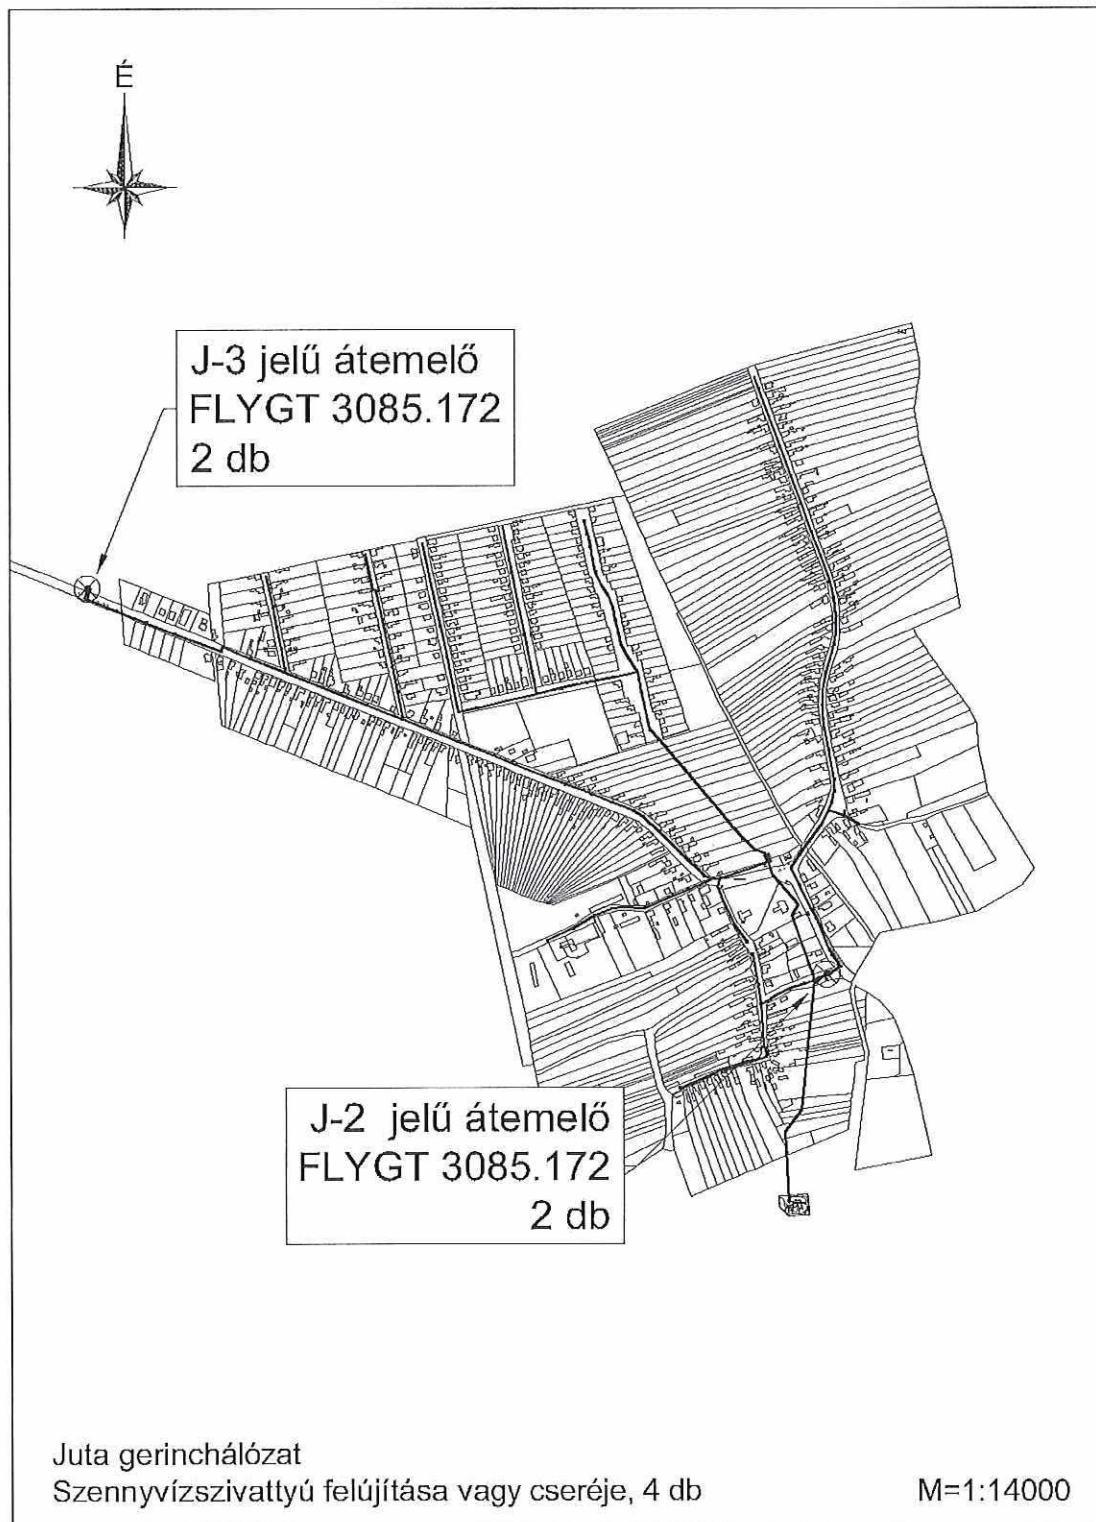 É
J-3 jelű átemelő
FLYGT 3085.172
2 db
J-2 jelű átemelő
FLYGT 3085.172
2 db
Juta gerinchálózat
Szennyvízszivattyú felújítása vagy cseréje, 4 db
M=1:14000